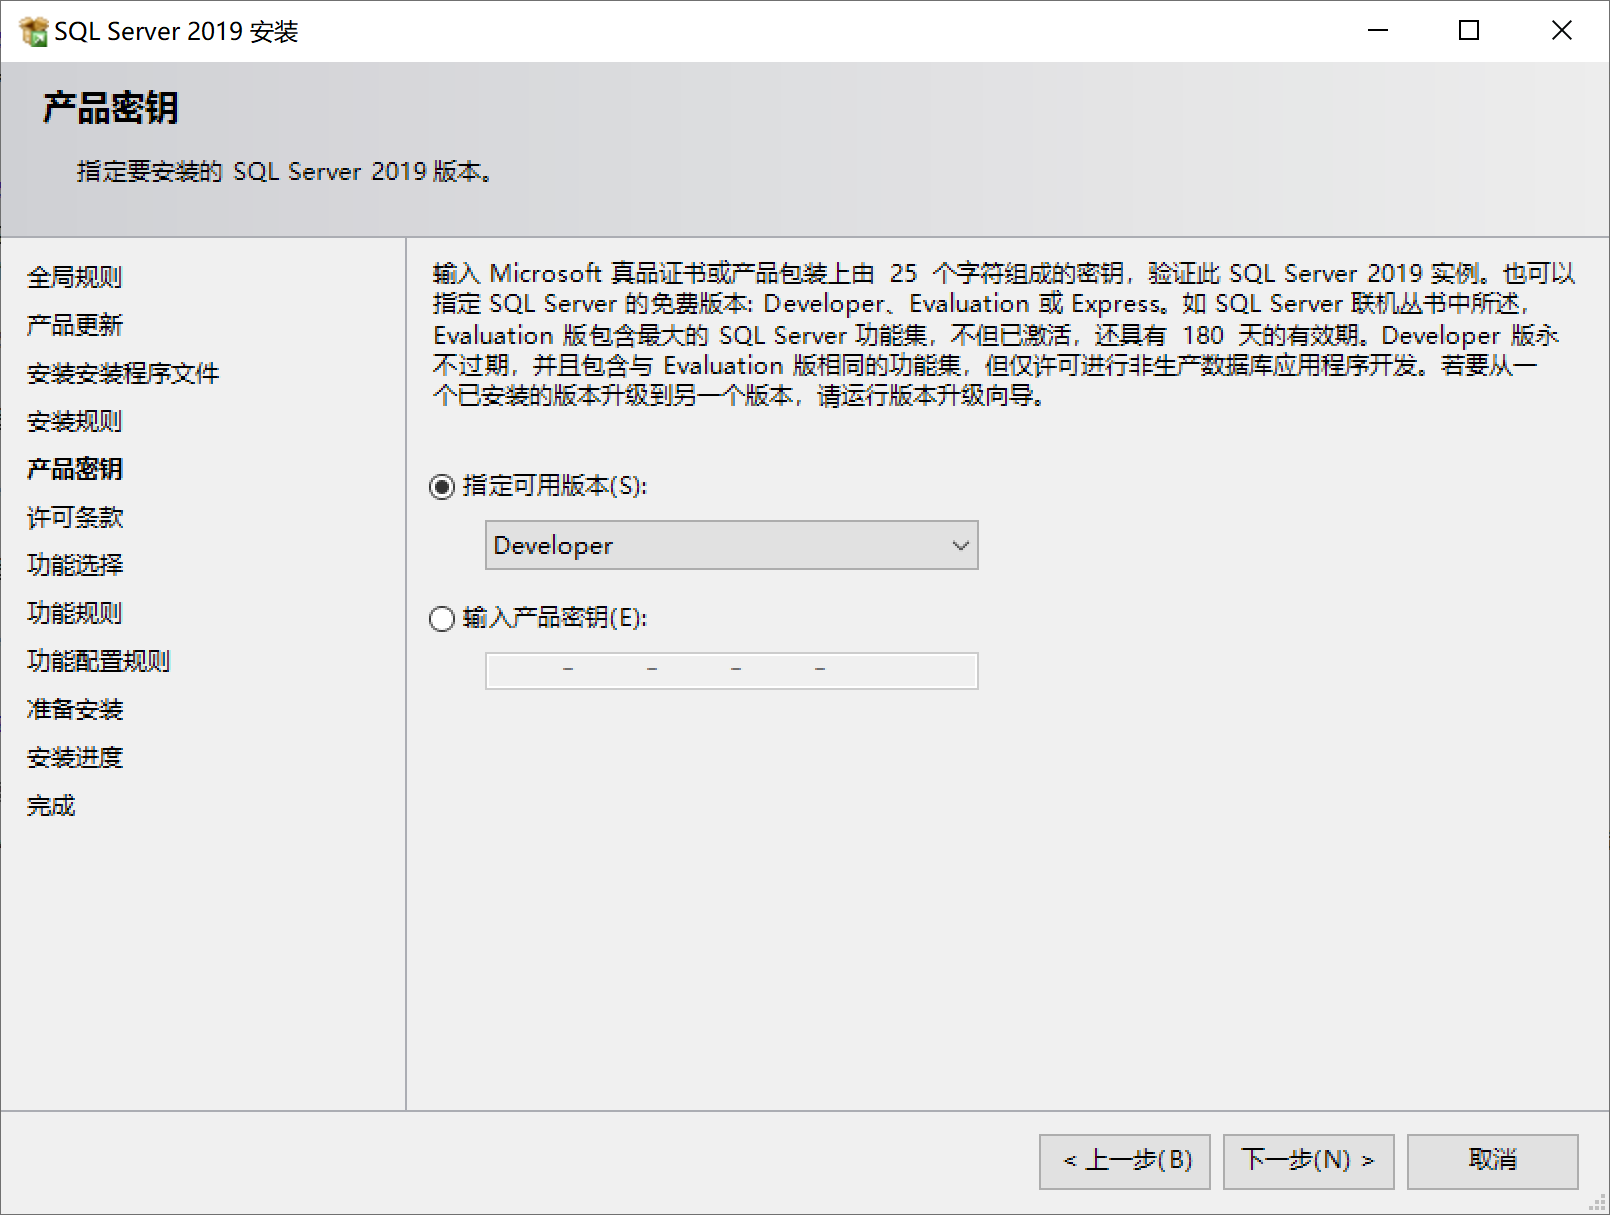 SQL Server 2019 安装
产品密钥
指定要安装的 SQL Server 2019 版本。
全局规则
产品更新
安装安装程序文件
安装规则
产品密钥
许可条款
功能选择
功能规则
功能配置规则
准备安装
安装进度
完成
输入 Microsoft 真品证书或产品包装上由 25 个字符组成的密钥，验证此 SQL Server 2019 实例。也可以
指定 SQL Server 的免费版本: Developer、Evaluation 或 Express。如 SQL Server 联机丛书中所述，
Evaluation 版包含最大的 SQL Server 功能集，不但已激活，还具有 180 天的有效期。Developer 版永
不过期，并且包含与 Evaluation 版相同的功能集，但仅许可进行非生产数据库应用程序开发。若要从一
个已安装的版本升级到另一个版本，请运行版本升级向导。
指定可用版本(S):
Developer
输入产品密钥(E):
- - - -
< 上一步(B)
下一步(N) >
取消